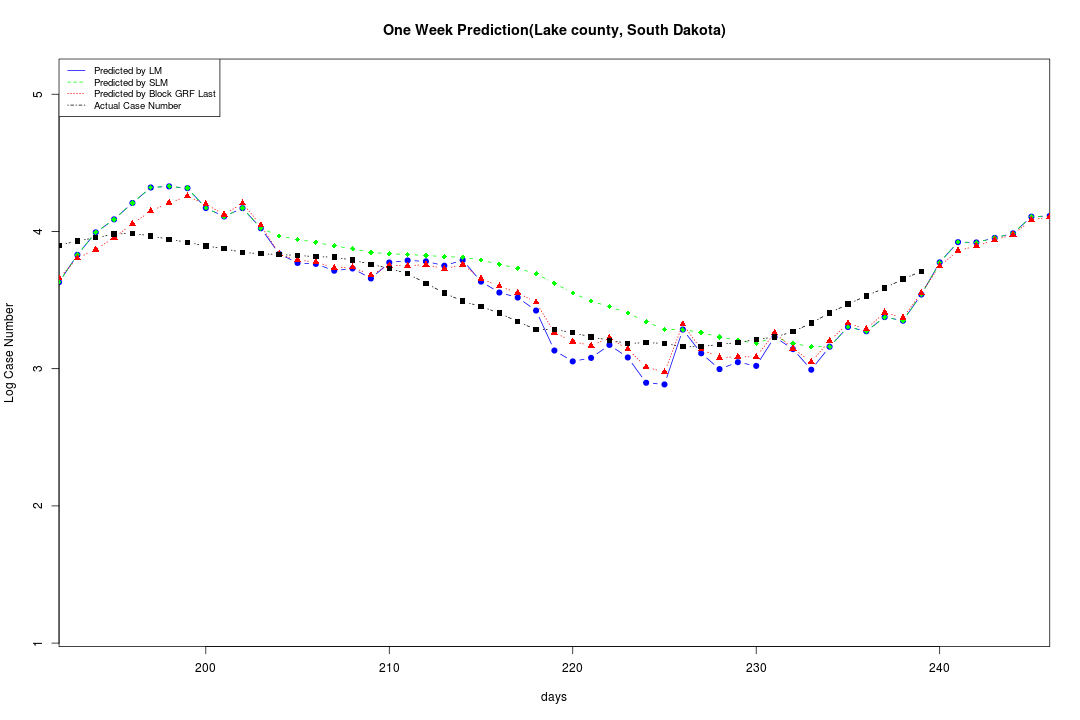 One Week Prediction(Lake county, South Dakota)
Predicted by LM
Predicted by SLM
Predicted by Block GRF Last
Actual Case Number
5
4
3
2
1
Log Case Number
200 210 220 230 240
days